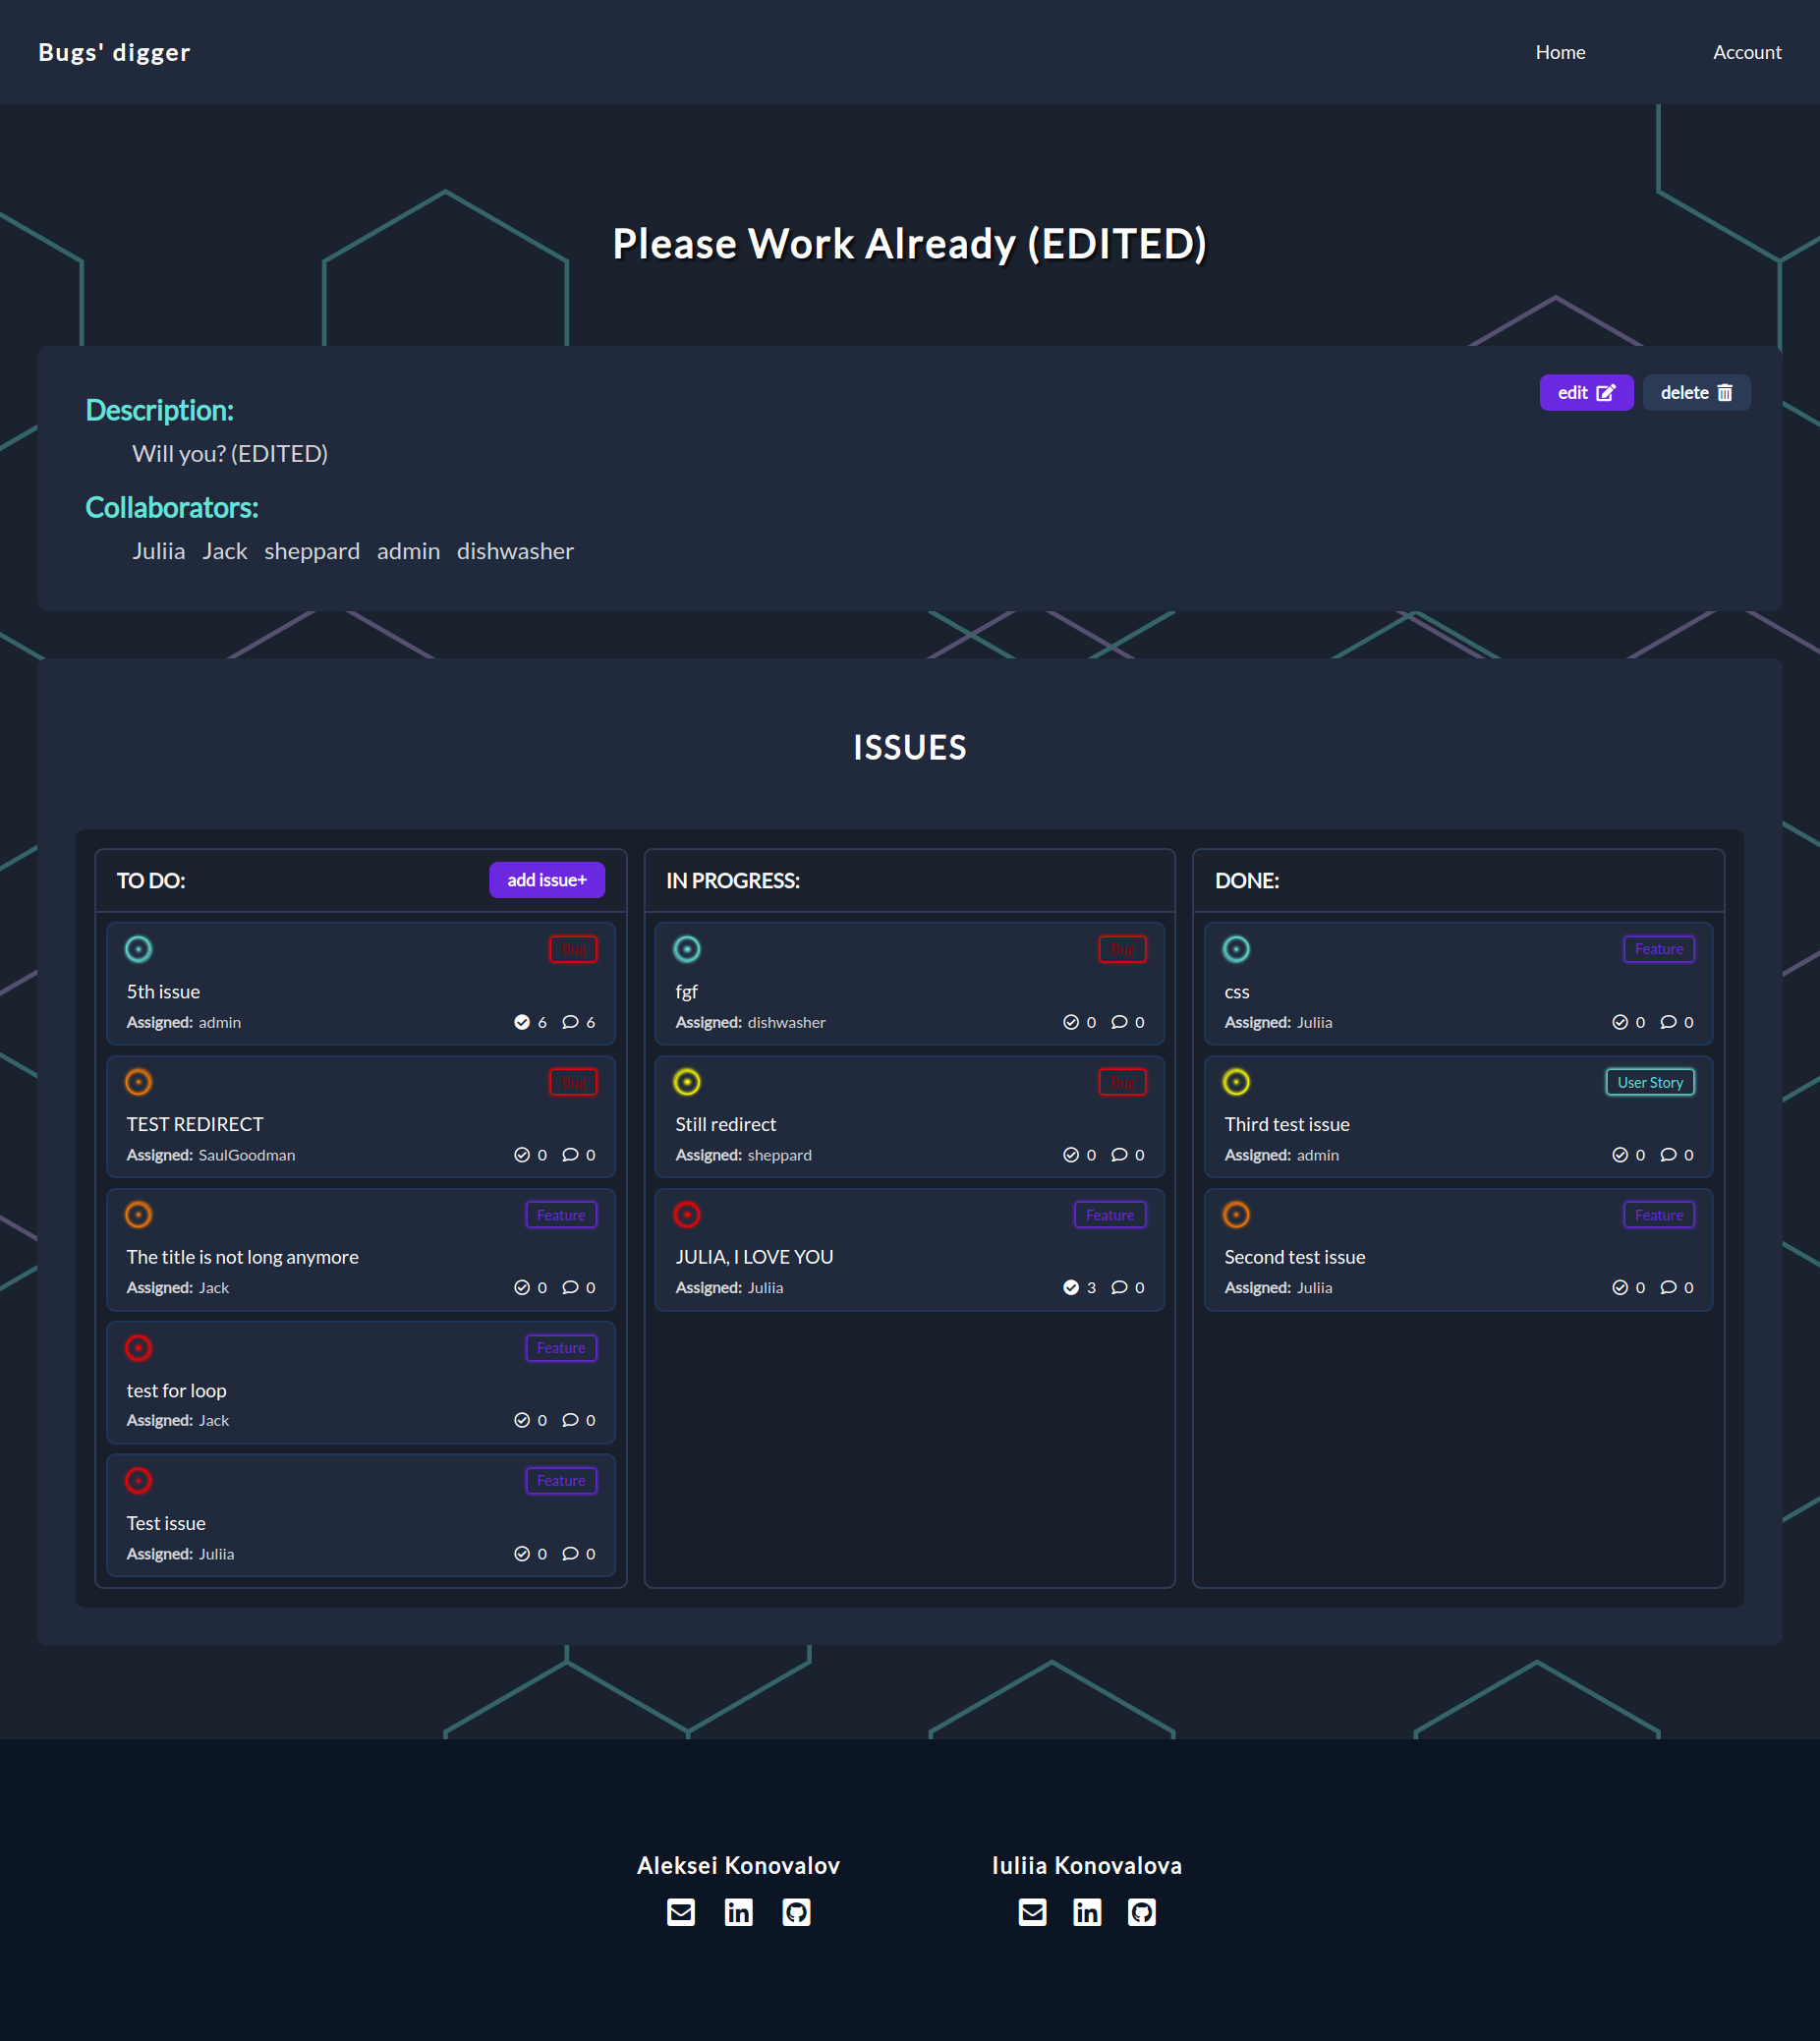 Bugs' digger
Home
Account
Please Work Already (EDITED)
edit
delete
Description:
Will you? (EDITED)
Collaborators:
Juliia Jack sheppard admin dishwasher
ISSUES
TO DO:
add issue+
Bug
5th issue
Assigned: admin
6 6
Bug
TEST REDIRECT
Assigned: SaulGoodman
0 0
Feature
The title is not long anymore
Assigned: Jack
0 0
Feature
test for loop
Assigned: Jack
0 0
Feature
Test issue
Assigned: Juliia
0 0
IN PROGRESS:
Bug
fgf
Assigned: dishwasher
0 0
Bug
Still redirect
Assigned: sheppard
0 0
Feature
JULIA, I LOVE YOU
Assigned: Juliia
3 0
DONE:
Feature
css
Assigned: Juliia
0 0
User Story
Third test issue
Assigned: admin
0 0
Feature
Second test issue
Assigned: Juliia
0 0
Aleksei Konovalov
Iuliia Konovalova